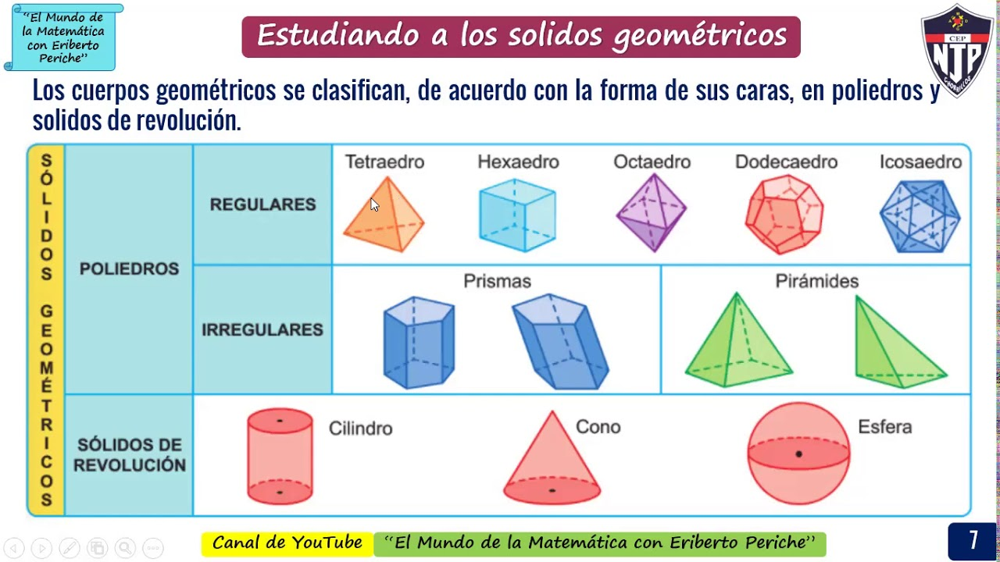 “El Mundo de
la Matemática
con Eriberto
Periche”
Estudiando a los solidos geométricos
CEP
NJP
CHORRILLOS
Los cuerpos geométricos se clasifican, de acuerdo con la forma de sus caras, en poliedros y
solidos de revolución.
SÓLIDOS GEOMÉTRICOS
POLIEDROS
REGULARES
Tetraedro
Hexaedro
Octaedro
Dodecaedro
Icosaedro
IRREGULARES
Prismas
Pirámides
SÓLIDOS DE
REVOLUCIÓN
Cilindro
Cono
Esfera
Canal de YouTube
“El Mundo de la Matemática con Eriberto Periche”
7